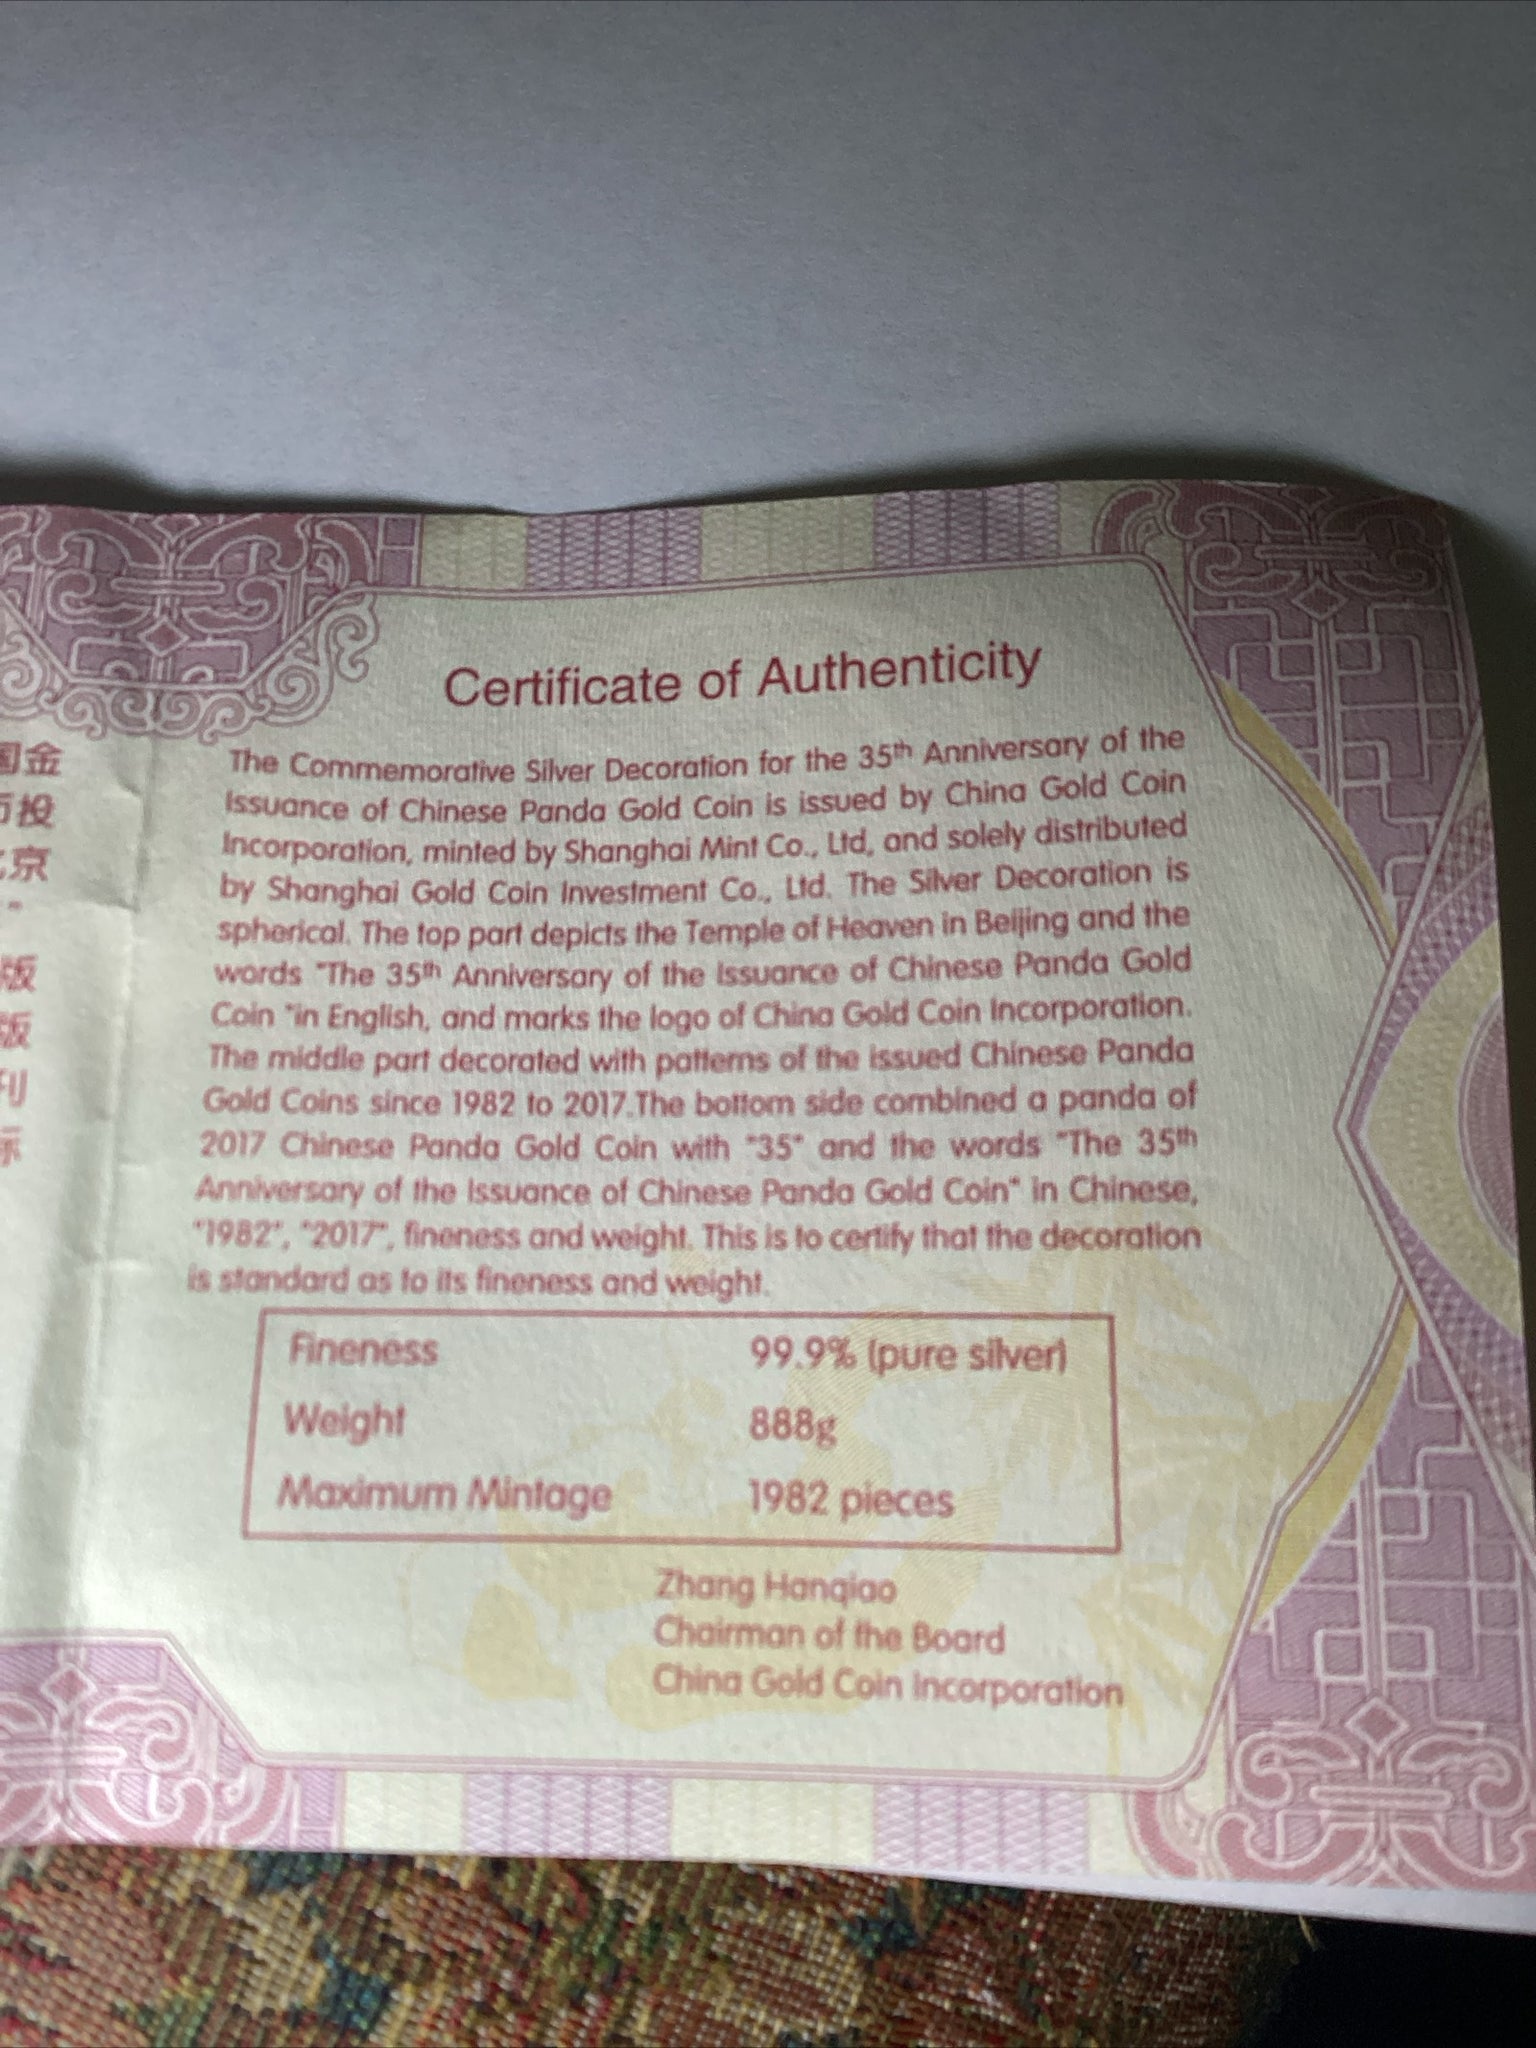 Certificate of Authenticity
The Commemorative Silver Decoration for the 35th Anniversary of the
Issuance of Chinese Panda Gold Coin is issued by China Gold Coin
Incorporation, minted by Shanghai Mint Co., Ltd, and solely distributed
by Shanghai Gold Coin Investment Co., Ltd. The Silver Decoration is
spherical. The top part depicts the Temple of Heaven in Beijing and the
words "The 35th Anniversary of the Issuance of Chinese Panda Gold
Coin "in English, and marks the logo of China Gold Coin Incorporation.
The middle part decorated with patterns of the issued Chinese Panda
Gold Coins since 1982 to 2017.The bottom side combined a panda of
2017 Chinese Panda Gold Coin with "35" and the words "The 35th
Anniversary of the Issuance of Chinese Panda Gold Coin" in Chinese,
"1982", "2017", fineness and weight. This is to certify that the decoration
is standard as to its fineness and weight.
Fineness 99.9% (pure silver)
Weight 888g
Maximum Mintage 1982 pieces
Zhang Hanqiao
Chairman of the Board
China Gold Coin Incorporation
国金
币投
京
版
版